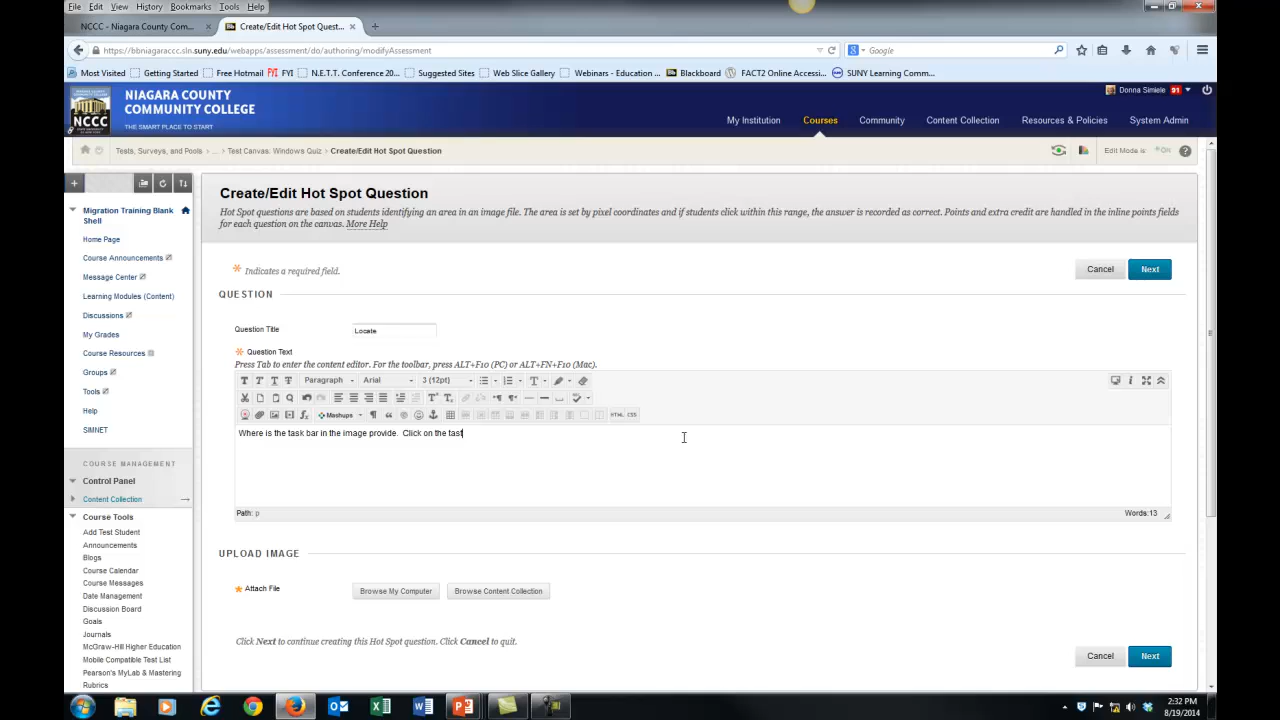 File Edit View History Bookmarks Tools Help
NCCC - Niagara County Com... × Create/Edit Hot Spot Question... × +
https://bbniagaraccc.sln.suny.edu/webapps/assessment/do/authoring/modifyAssessment Google
Most Visited Getting Started Free Hotmail FYI FYI N.E.T.T. Conference 20... Suggested Sites Web Slice Gallery Webinars - Education ... Blackboard FACT2 Online Accessi... SUNY Learning Comm...
NIAGARA COUNTY
COMMUNITY COLLEGE
THE SMART PLACE TO START
NCCC
Donna Simiele 91
My Institution Courses Community Content Collection Resources & Policies System Admin
Tests, Surveys, and Pools > ... > Test Canvas: Windows Quiz > Create/Edit Hot Spot Question Edit Mode is: ON ?
Migration Training Blank
Shell
Home Page
Course Announcements
Message Center
Learning Modules (Content)
Discussions
My Grades
Course Resources
Groups
Tools
Help
SIMNET
COURSE MANAGEMENT
Control Panel
Content Collection
Course Tools
Add Test Student
Announcements
Blogs
Course Calendar
Course Messages
Date Management
Discussion Board
Goals
Journals
McGraw-Hill Higher Education
Mobile Compatible Test List
Pearson's MyLab & Mastering
Rubrics
Create/Edit Hot Spot Question
Hot Spot questions are based on students identifying an area in an image file. The area is set by pixel coordinates and if students click within this range, the answer is recorded as correct. Points and extra credit are handled in the inline points fields
for each question on the canvas. More Help
* Indicates a required field.
Cancel Next
QUESTION
Question Title Locate
* Question Text
Press Tab to enter the content editor. For the toolbar, press ALT+F10 (PC) or ALT+FN+F10 (Mac).
T T T T Paragraph Arial 3 (12pt) T
Mashups HTML CSS
Where is the task bar in the image provide. Click on the tast
Path: p Words:13
UPLOAD IMAGE
* Attach File Browse My Computer Browse Content Collection
Click Next to continue creating this Hot Spot question. Click Cancel to quit.
Cancel Next
2:32 PM
8/19/2014